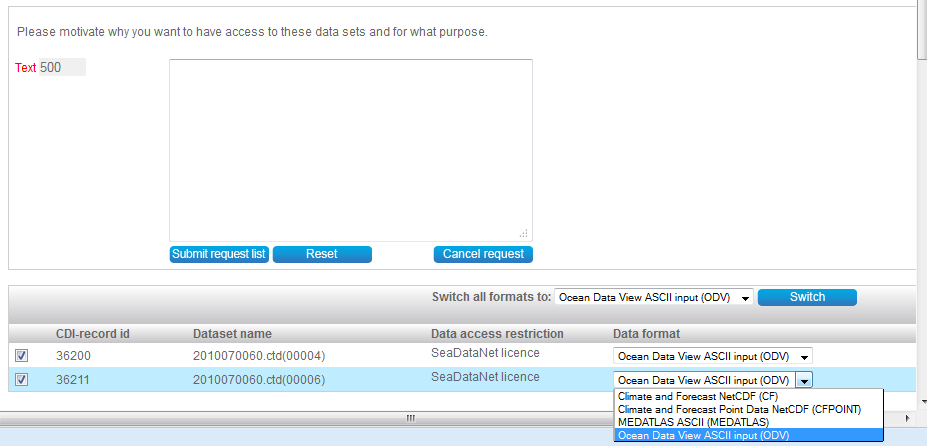 Please motivate why you want to have access to these data sets and for what purpose.
Text 500
Submit request list Reset Cancel request
Switch all formats to: Ocean Data View ASCII input (ODV) Switch
CDI-record id Dataset name Data access restriction Data format
36200 2010070060.ctd(00004) SeaDataNet licence Ocean Data View ASCII input (ODV)
36211 2010070060.ctd(00006) SeaDataNet licence Ocean Data View ASCII input (ODV)
Climate and Forecast NetCDF (CF)
Climate and Forecast Point Data NetCDF (CFPOINT)
MEDATLAS ASCII (MEDATLAS)
Ocean Data View ASCII input (ODV)